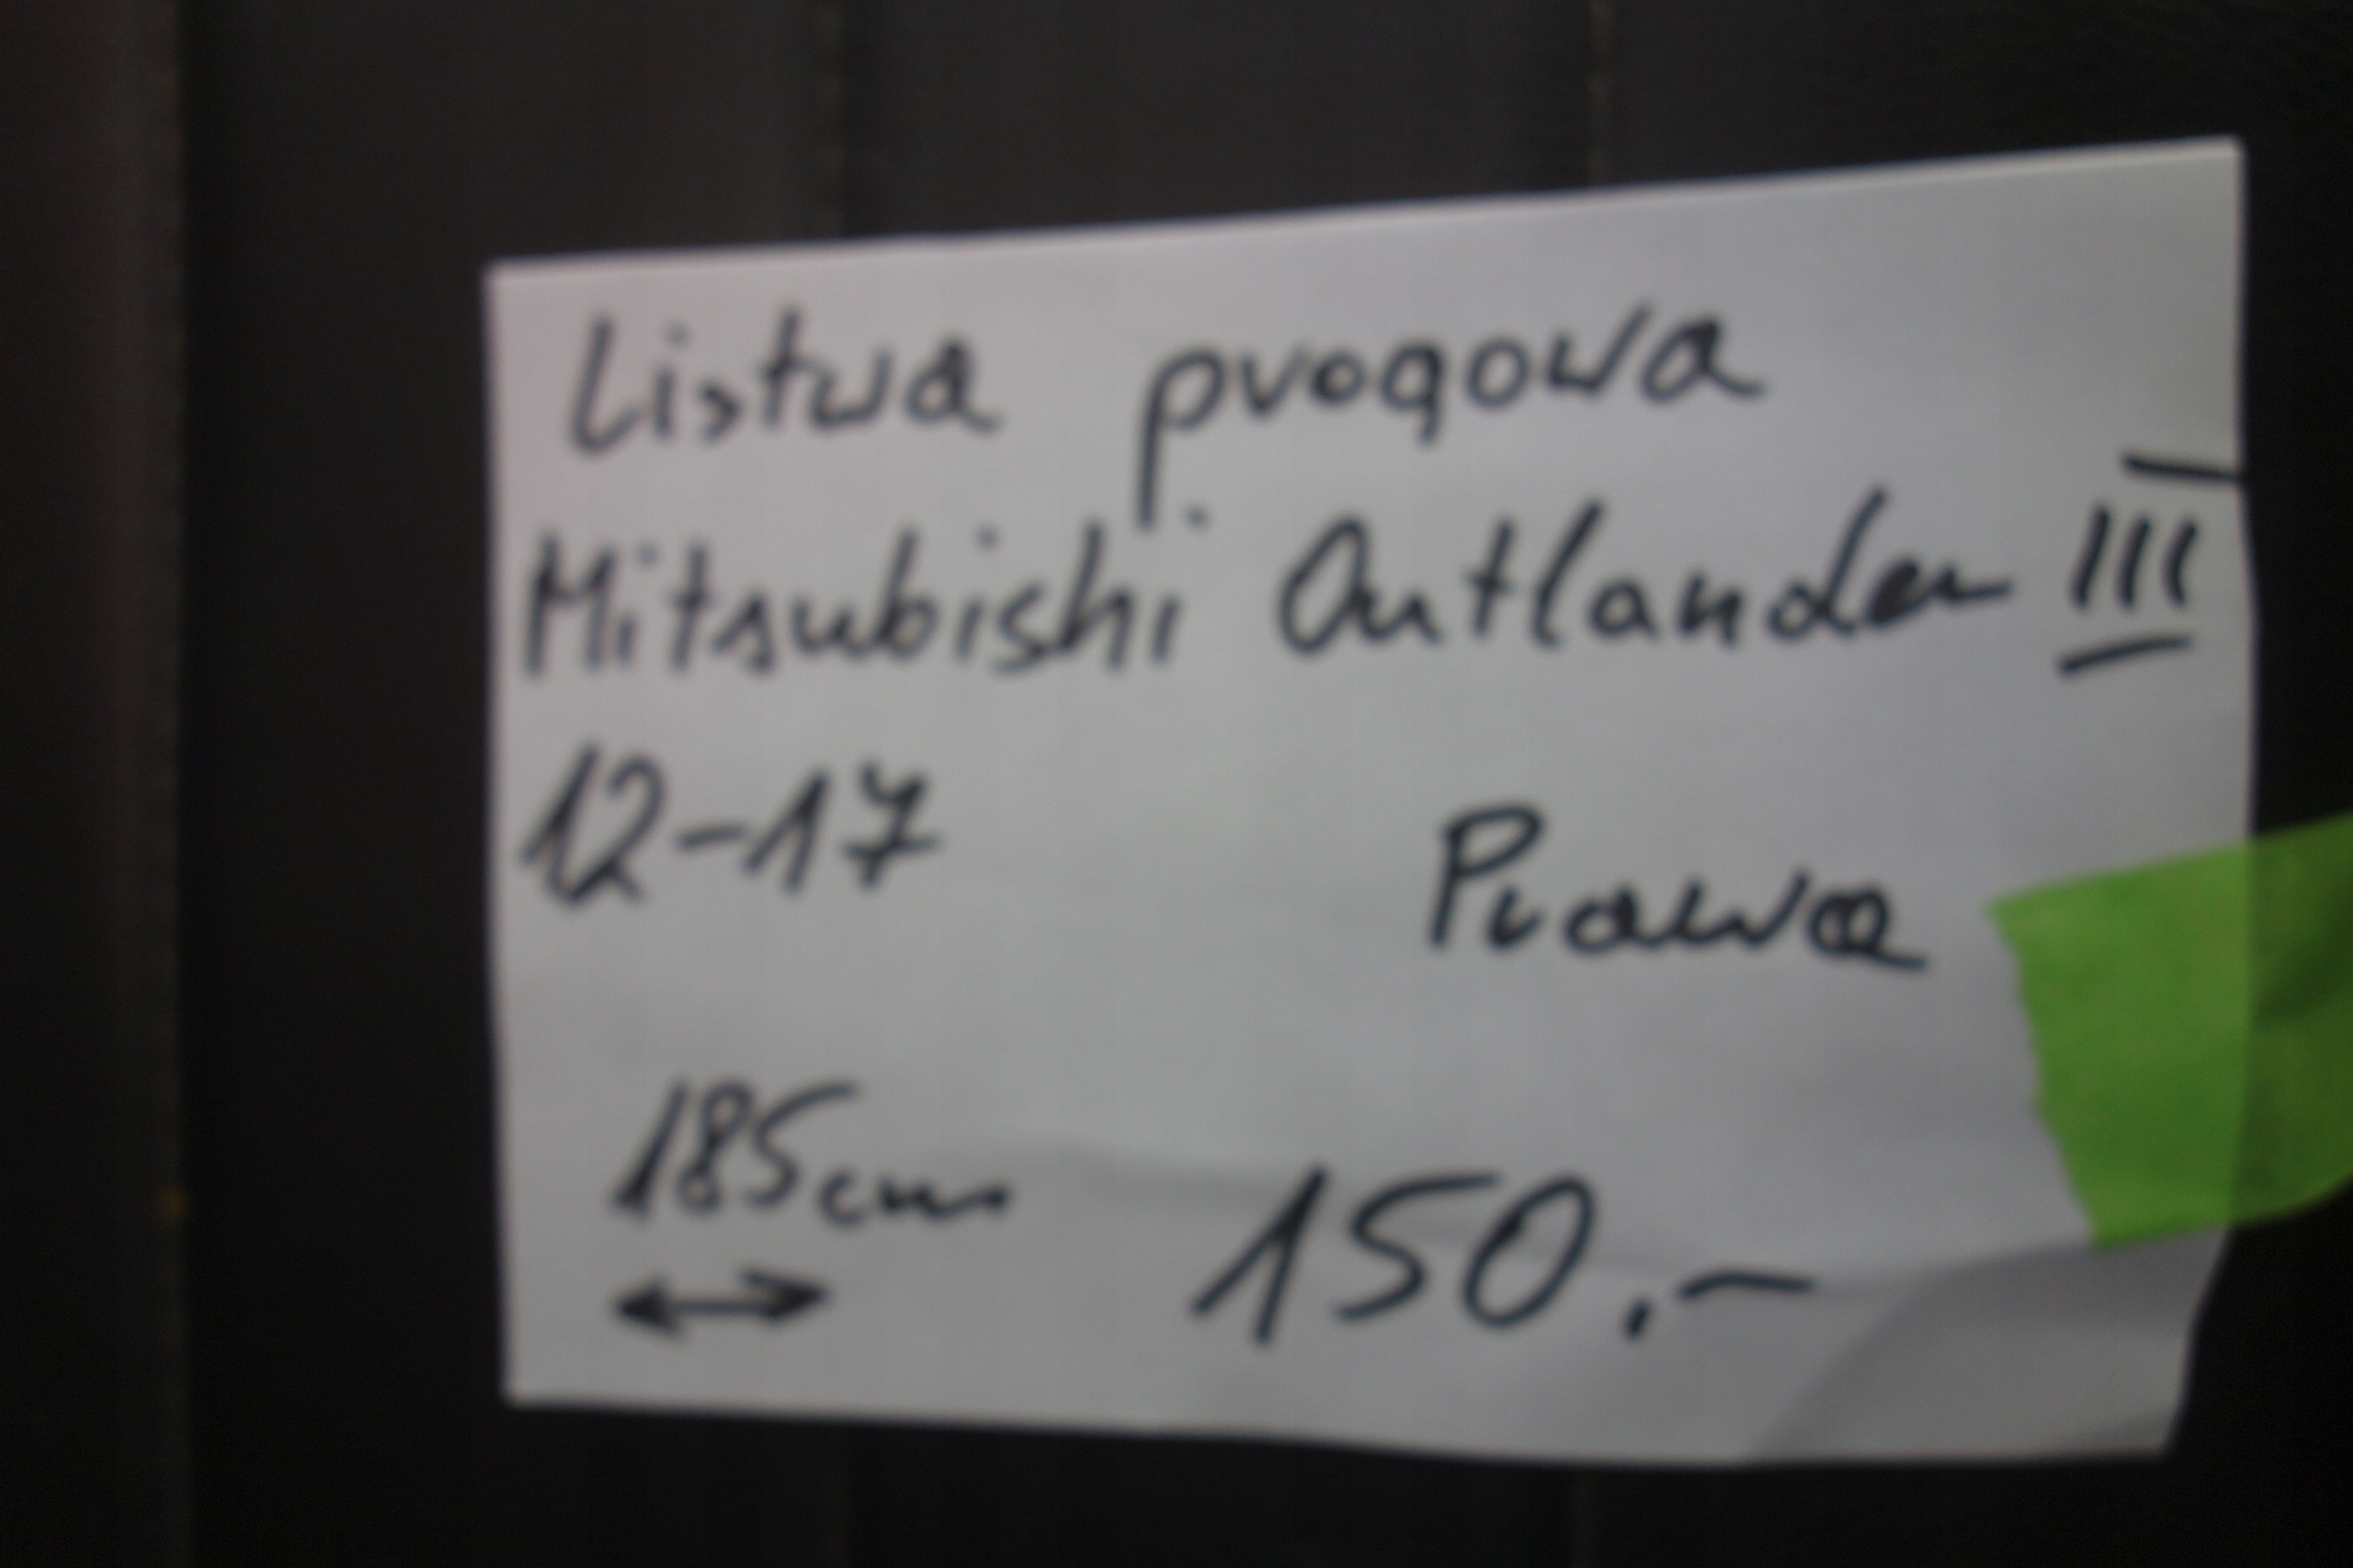 Listwa progowa
Mitsubishi Outlander III
12-17
Prawa
185cm
150.-